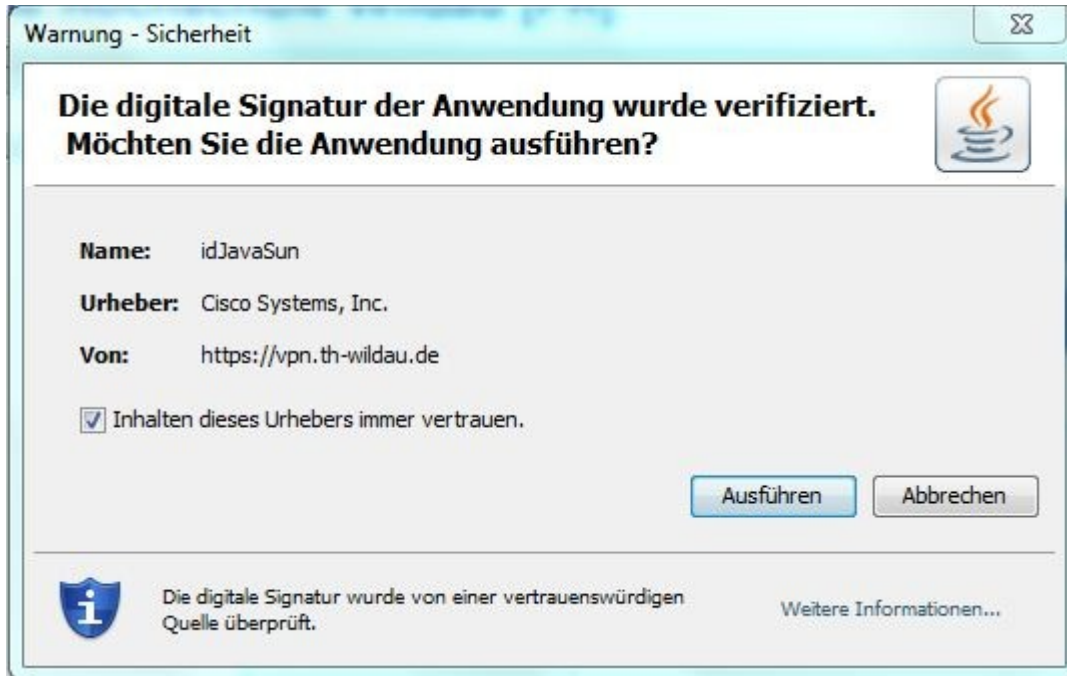 Warnung - Sicherheit
Die digitale Signatur der Anwendung wurde verifiziert.
Möchten Sie die Anwendung ausführen?
Name: idJavaSun
Urheber: Cisco Systems, Inc.
Von: https://vpn.th-wildau.de
Inhalten dieses Urhebers immer vertrauen.
Ausführen Abbrechen
Die digitale Signatur wurde von einer vertrauenswürdigen
Quelle überprüft.
Weitere Informationen...